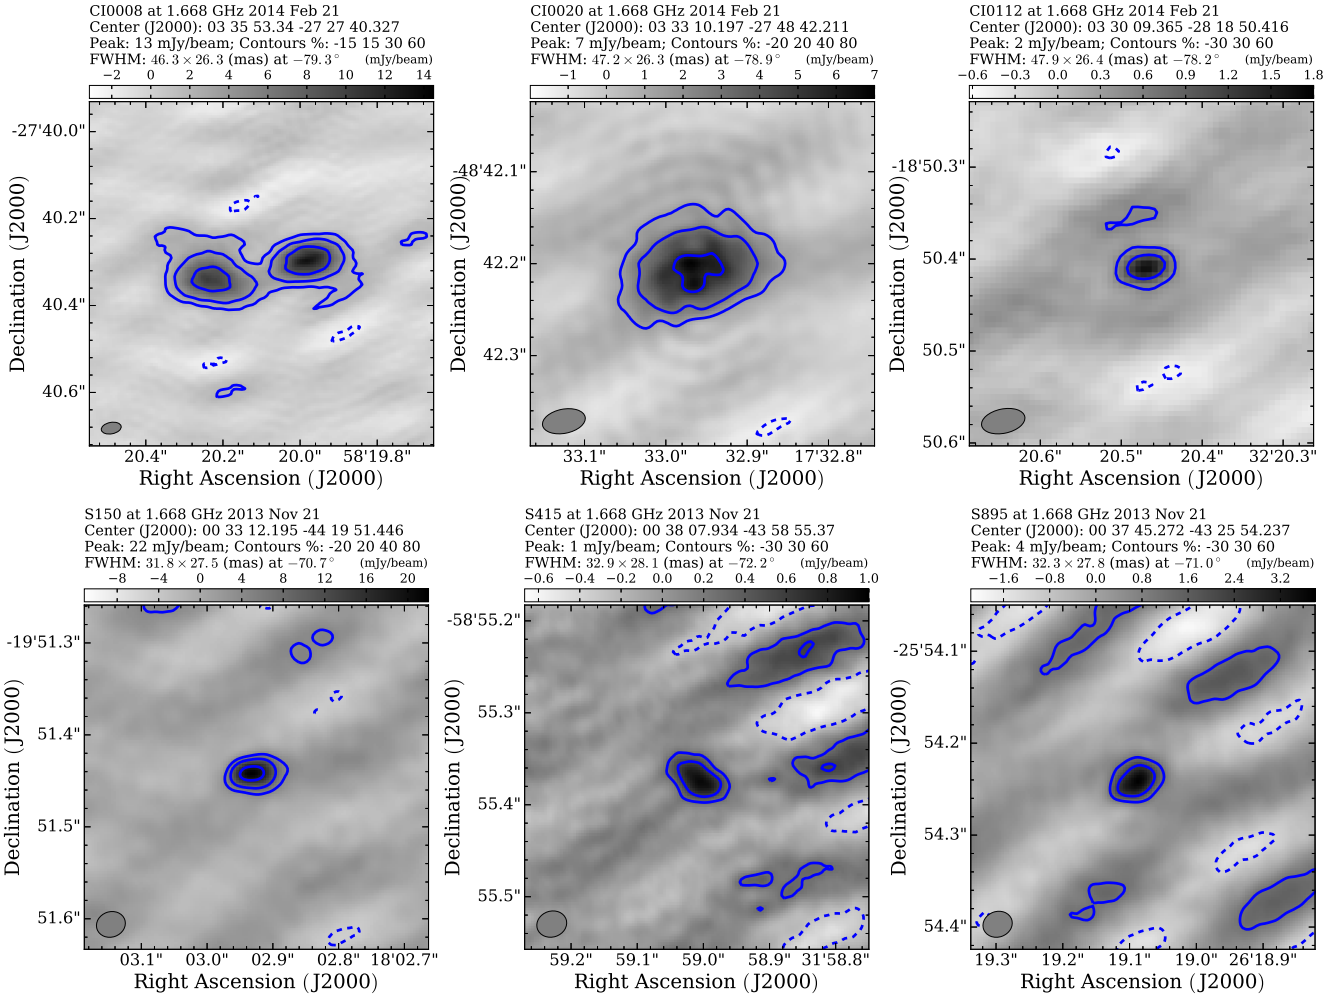 CI0008 at 1.668 GHz 2014 Feb 21
Center (J2000): 03 35 53.34 -27 27 40.327
Peak: 13 mJy/beam; Contours %: -15 15 30 60
FWHM: 46.3 × 26.3 (mas) at −79.3° (mJy/beam)
−2 0 2 4 6 8 10 12 14
-27'40.0"
40.2"
40.4"
40.6"
Declination (J2000)
20.4" 20.2" 20.0" 58'19.8"
Right Ascension (J2000)
CI0020 at 1.668 GHz 2014 Feb 21
Center (J2000): 03 33 10.197 -27 48 42.211
Peak: 7 mJy/beam; Contours %: -20 20 40 80
FWHM: 47.2 × 26.3 (mas) at −78.9° (mJy/beam)
−1 0 1 2 3 4 5 6 7
-48'42.1"
42.2"
42.3"
Declination (J2000)
33.1" 33.0" 32.9" 17'32.8"
Right Ascension (J2000)
CI0112 at 1.668 GHz 2014 Feb 21
Center (J2000): 03 30 09.365 -28 18 50.416
Peak: 2 mJy/beam; Contours %: -30 30 60
FWHM: 47.9 × 26.4 (mas) at −78.2° (mJy/beam)
−0.6 −0.3 0.0 0.3 0.6 0.9 1.2 1.5 1.8
-18'50.3"
50.4"
50.5"
50.6"
Declination (J2000)
20.6" 20.5" 20.4" 32'20.3"
Right Ascension (J2000)
S150 at 1.668 GHz 2013 Nov 21
Center (J2000): 00 33 12.195 -44 19 51.446
Peak: 22 mJy/beam; Contours %: -20 20 40 80
FWHM: 31.8 × 27.5 (mas) at −70.7° (mJy/beam)
−8 −4 0 4 8 12 16 20
-19'51.3"
51.4"
51.5"
51.6"
Declination (J2000)
03.1" 03.0" 02.9" 02.8" 18'02.7"
Right Ascension (J2000)
S415 at 1.668 GHz 2013 Nov 21
Center (J2000): 00 38 07.934 -43 58 55.37
Peak: 1 mJy/beam; Contours %: -30 30 60
FWHM: 32.9 × 28.1 (mas) at −72.2° (mJy/beam)
−0.6 −0.4 −0.2 0.0 0.2 0.4 0.6 0.8 1.0
-58'55.2"
55.3"
55.4"
55.5"
Declination (J2000)
59.2" 59.1" 59.0" 58.9" 31'58.8"
Right Ascension (J2000)
S895 at 1.668 GHz 2013 Nov 21
Center (J2000): 00 37 45.272 -43 25 54.237
Peak: 4 mJy/beam; Contours %: -30 30 60
FWHM: 32.3 × 27.8 (mas) at −71.0° (mJy/beam)
−1.6 −0.8 0.0 0.8 1.6 2.4 3.2
-25'54.1"
54.2"
54.3"
54.4"
Declination (J2000)
19.3" 19.2" 19.1" 19.0" 26'18.9"
Right Ascension (J2000)